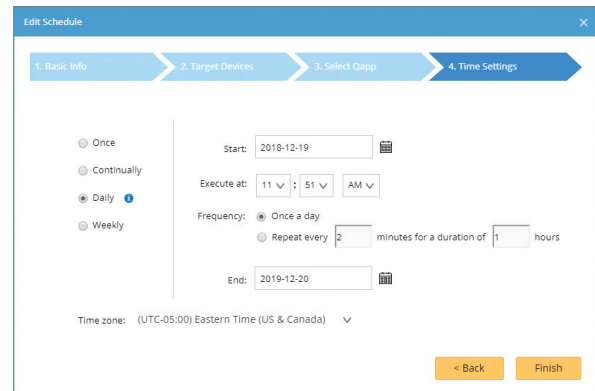 Edit Schedule
1. Basic Info
2. Target Devices
3. Select Qapp
4. Time Settings
Once
Continually
Daily
Weekly
Start: 2018-12-19
Execute at: 11 : 51 AM
Frequency: Once a day
Repeat every 2 minutes for a duration of 1 hours
End: 2019-12-20
Time zone: (UTC-05:00) Eastern Time (US & Canada)
< Back
Finish